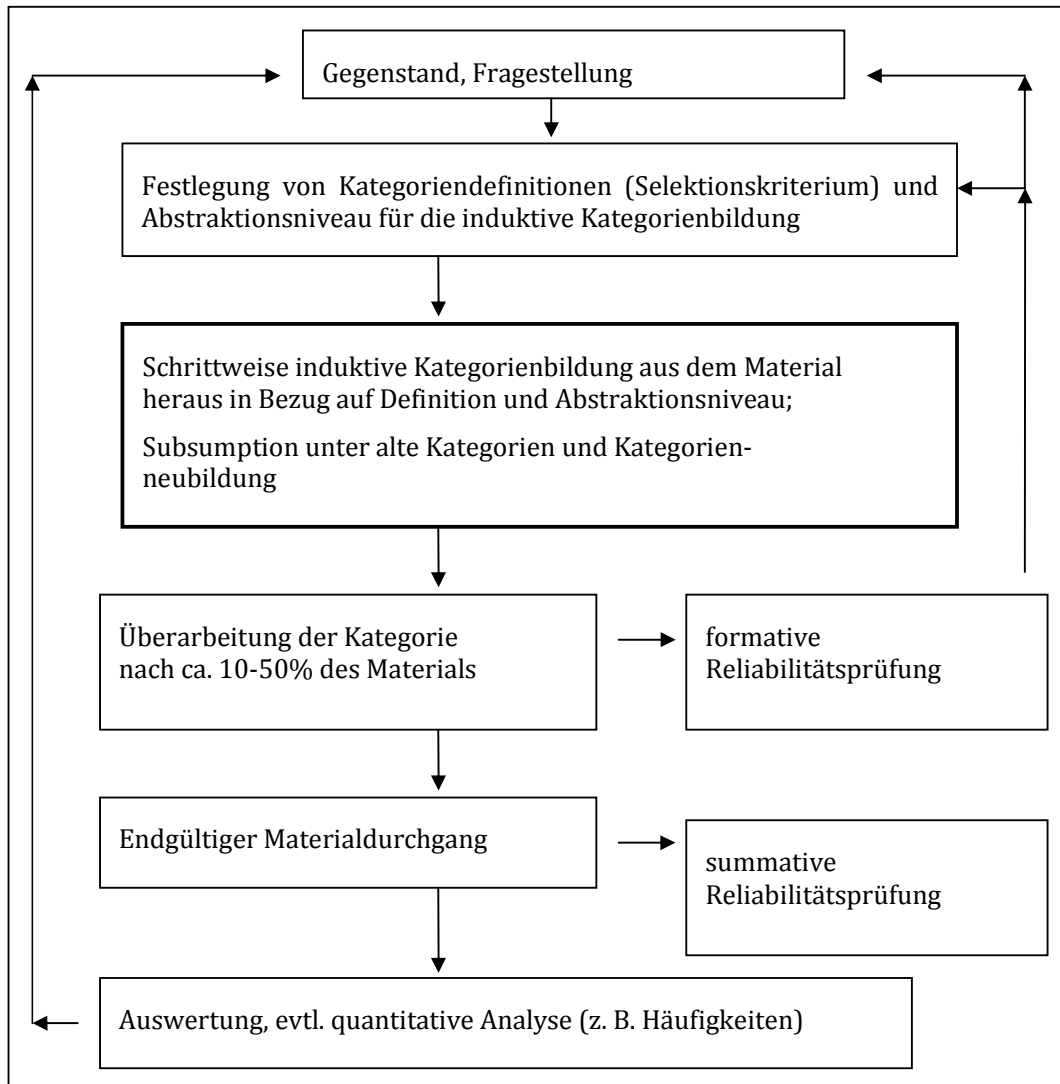 Gegenstand, Fragestellung
Festlegung von Kategoriendefinitionen (Selektionskriterium) und
Abstraktionsniveau für die induktive Kategorienbildung
Schrittweise induktive Kategorienbildung aus dem Material
heraus in Bezug auf Definition und Abstraktionsniveau;
Subsumption unter alte Kategorien und Kategorien-
neubildung
Überarbeitung der Kategorie
nach ca. 10-50% des Materials
formative
Reliabilitätsprüfung
Endgültiger Materialdurchgang
summative
Reliabilitätsprüfung
Auswertung, evtl. quantitative Analyse (z. B. Häufigkeiten)